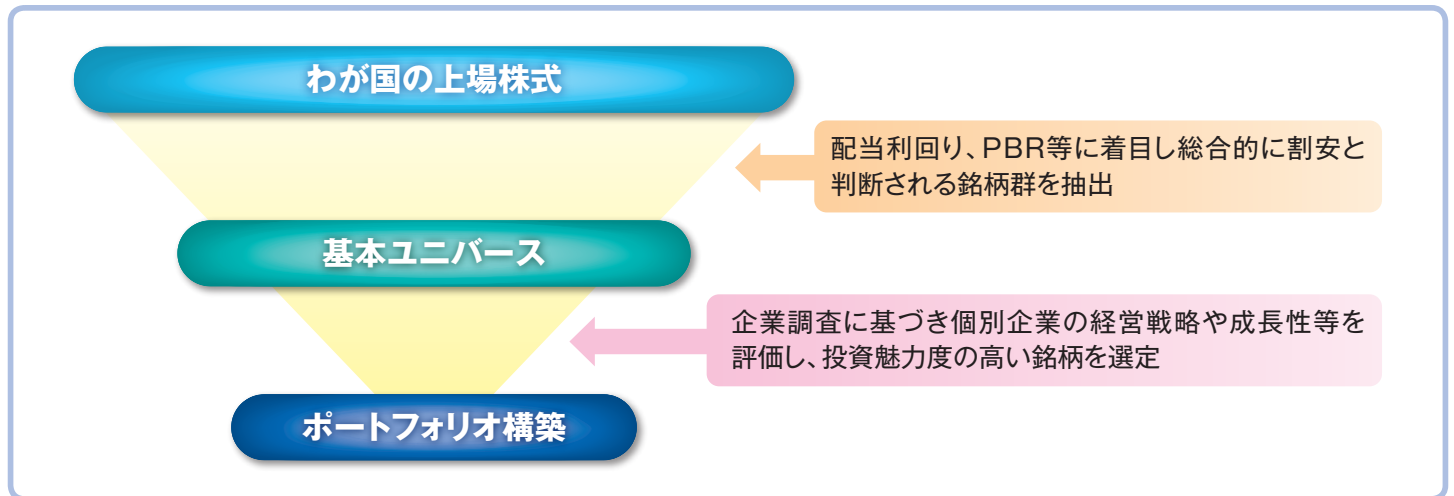 わが国の上場株式
配当利回り、PBR等に着目し総合的に割安と
判断される銘柄群を抽出
基本ユニバース
企業調査に基づき個別企業の経営戦略や成長性等を
評価し、投資魅力度の高い銘柄を選定
ポートフォリオ構築